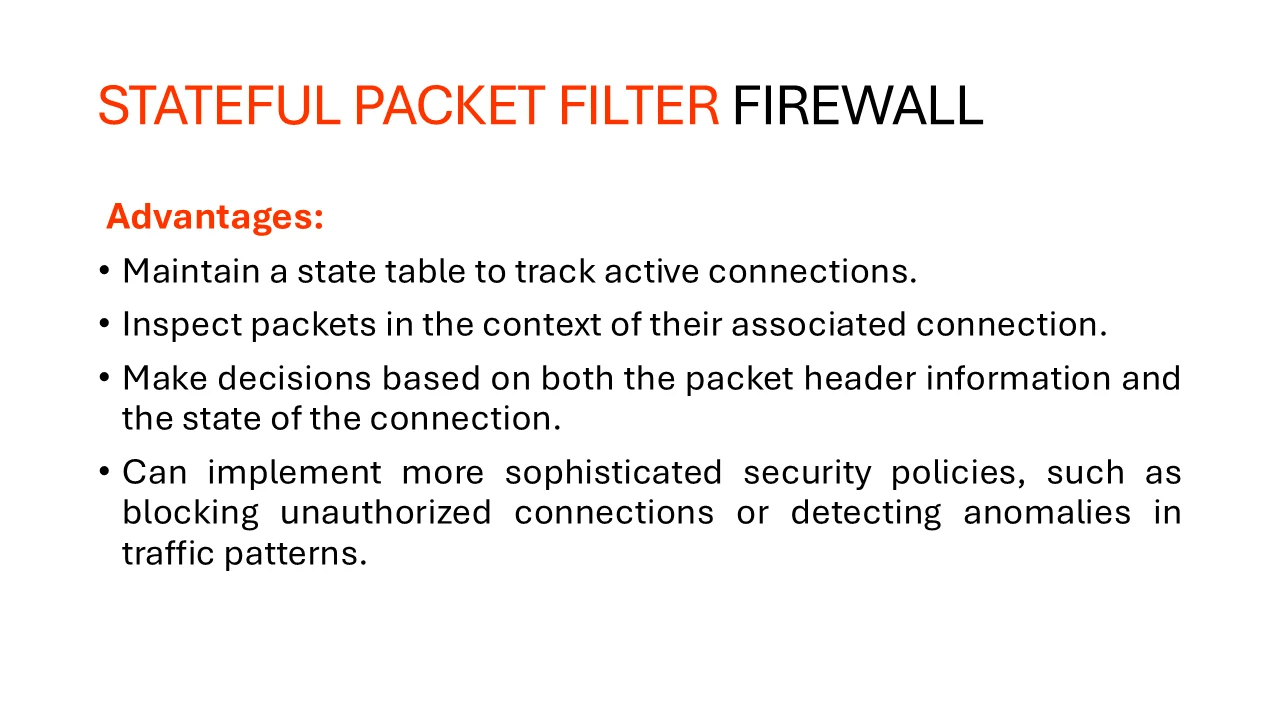 STATEFUL PACKET FILTER FIREWALL
Advantages:
• Maintain a state table to track active connections.
• Inspect packets in the context of their associated connection.
• Make decisions based on both the packet header information and
the state of the connection.
• Can implement more sophisticated security policies, such as
blocking unauthorized connections or detecting anomalies in
traffic patterns.